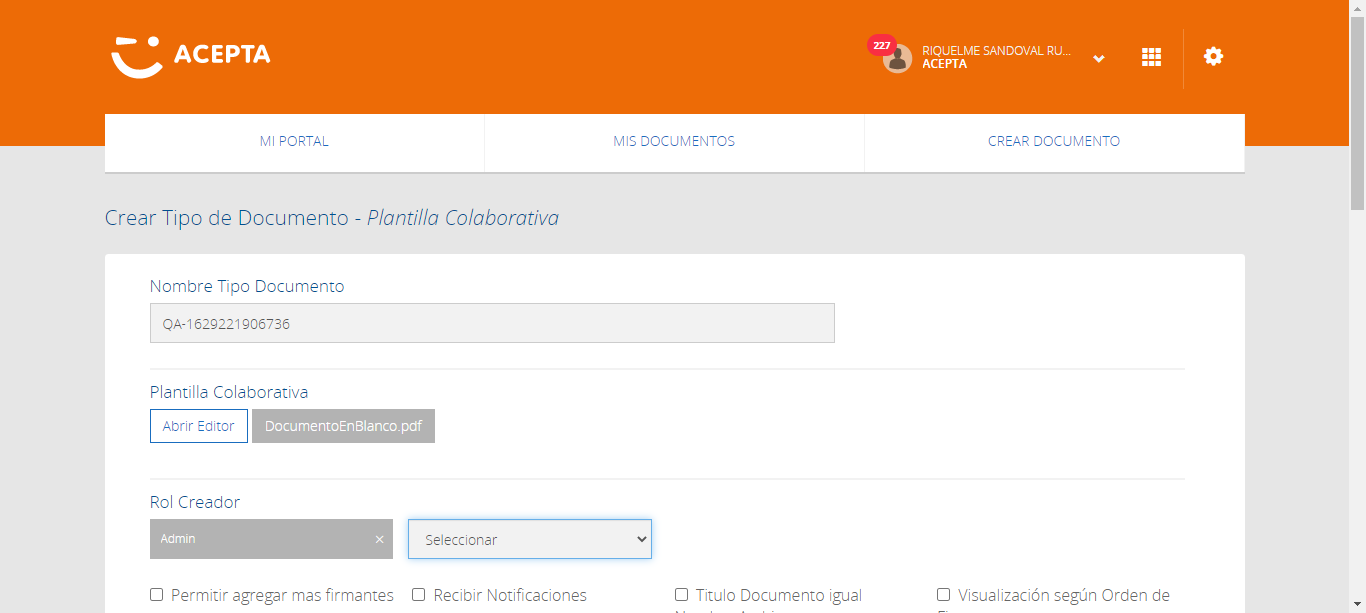 ACEPTA
227
RIQUELME SANDOVAL RU...
ACEPTA
MI PORTAL
MIS DOCUMENTOS
CREAR DOCUMENTO
Crear Tipo de Documento - Plantilla Colaborativa
Nombre Tipo Documento
QA-1629221906736
Plantilla Colaborativa
Abrir Editor
DocumentoEnBlanco.pdf
Rol Creador
Admin ×
Seleccionar
Permitir agregar mas firmantes
Recibir Notificaciones
Titulo Documento igual
Visualización según Orden de